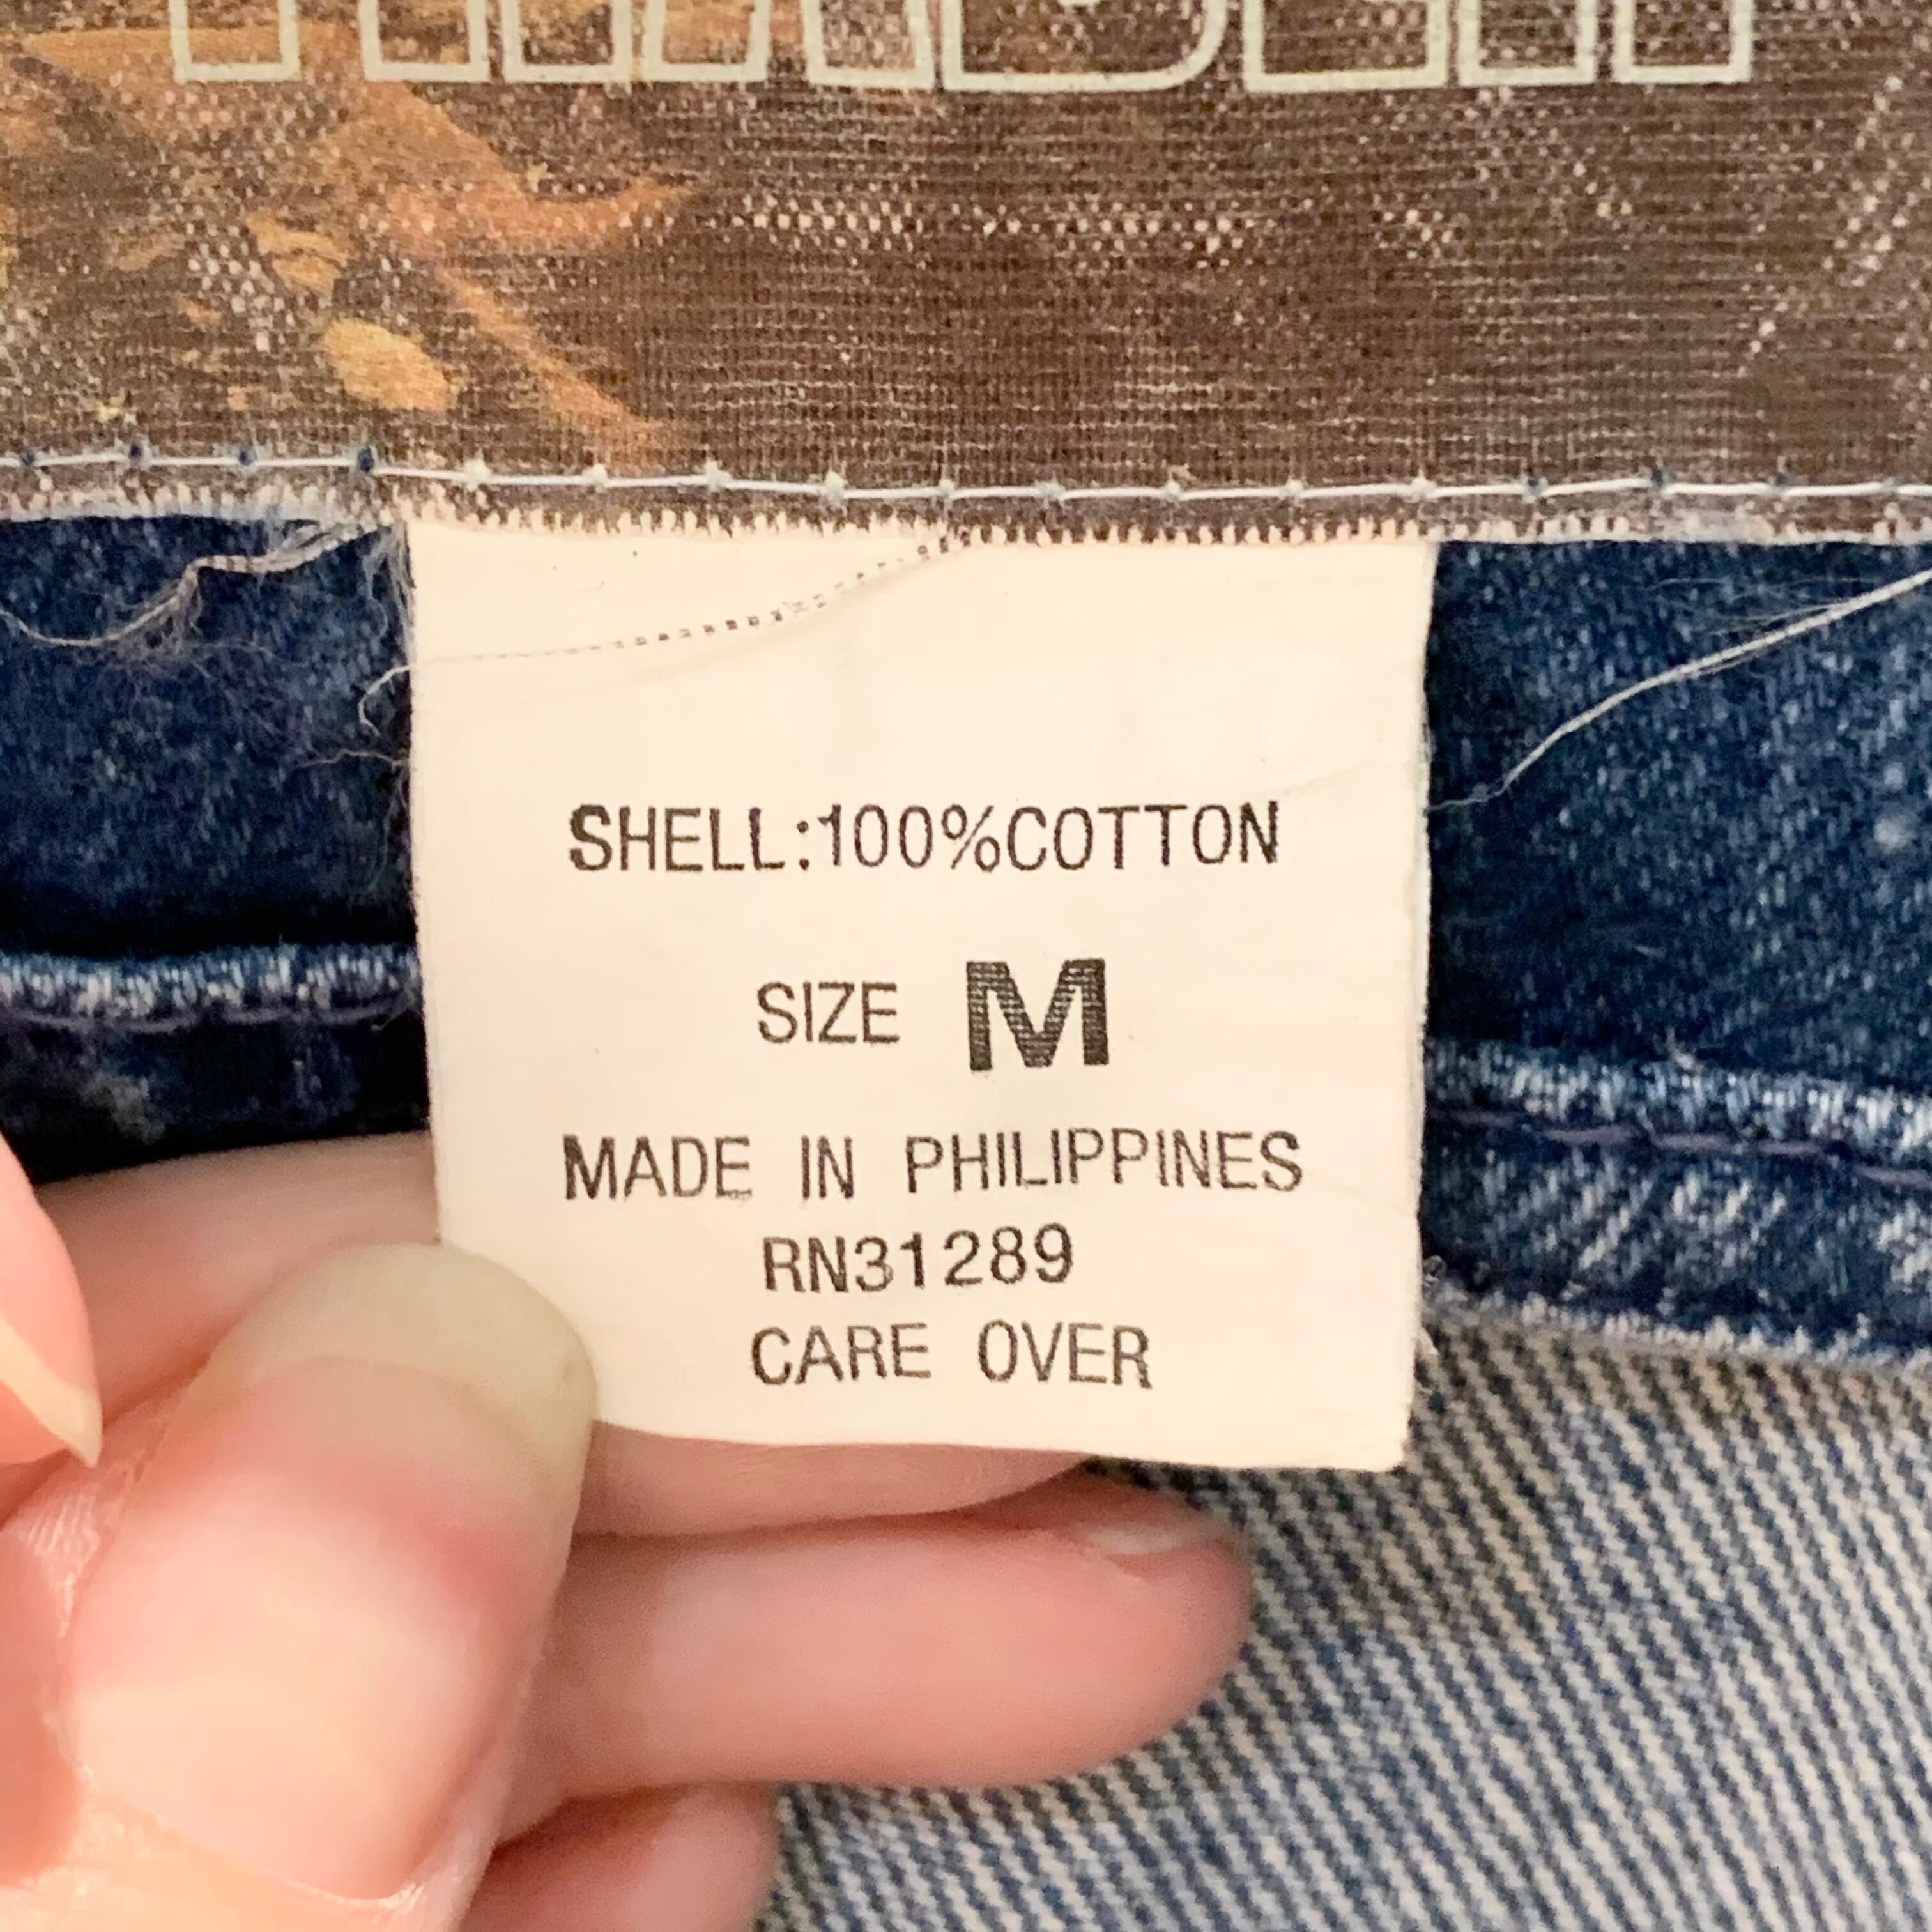 SHELL:100%COTTON
SIZE M
MADE IN PHILIPPINES
RN31289
CARE OVER